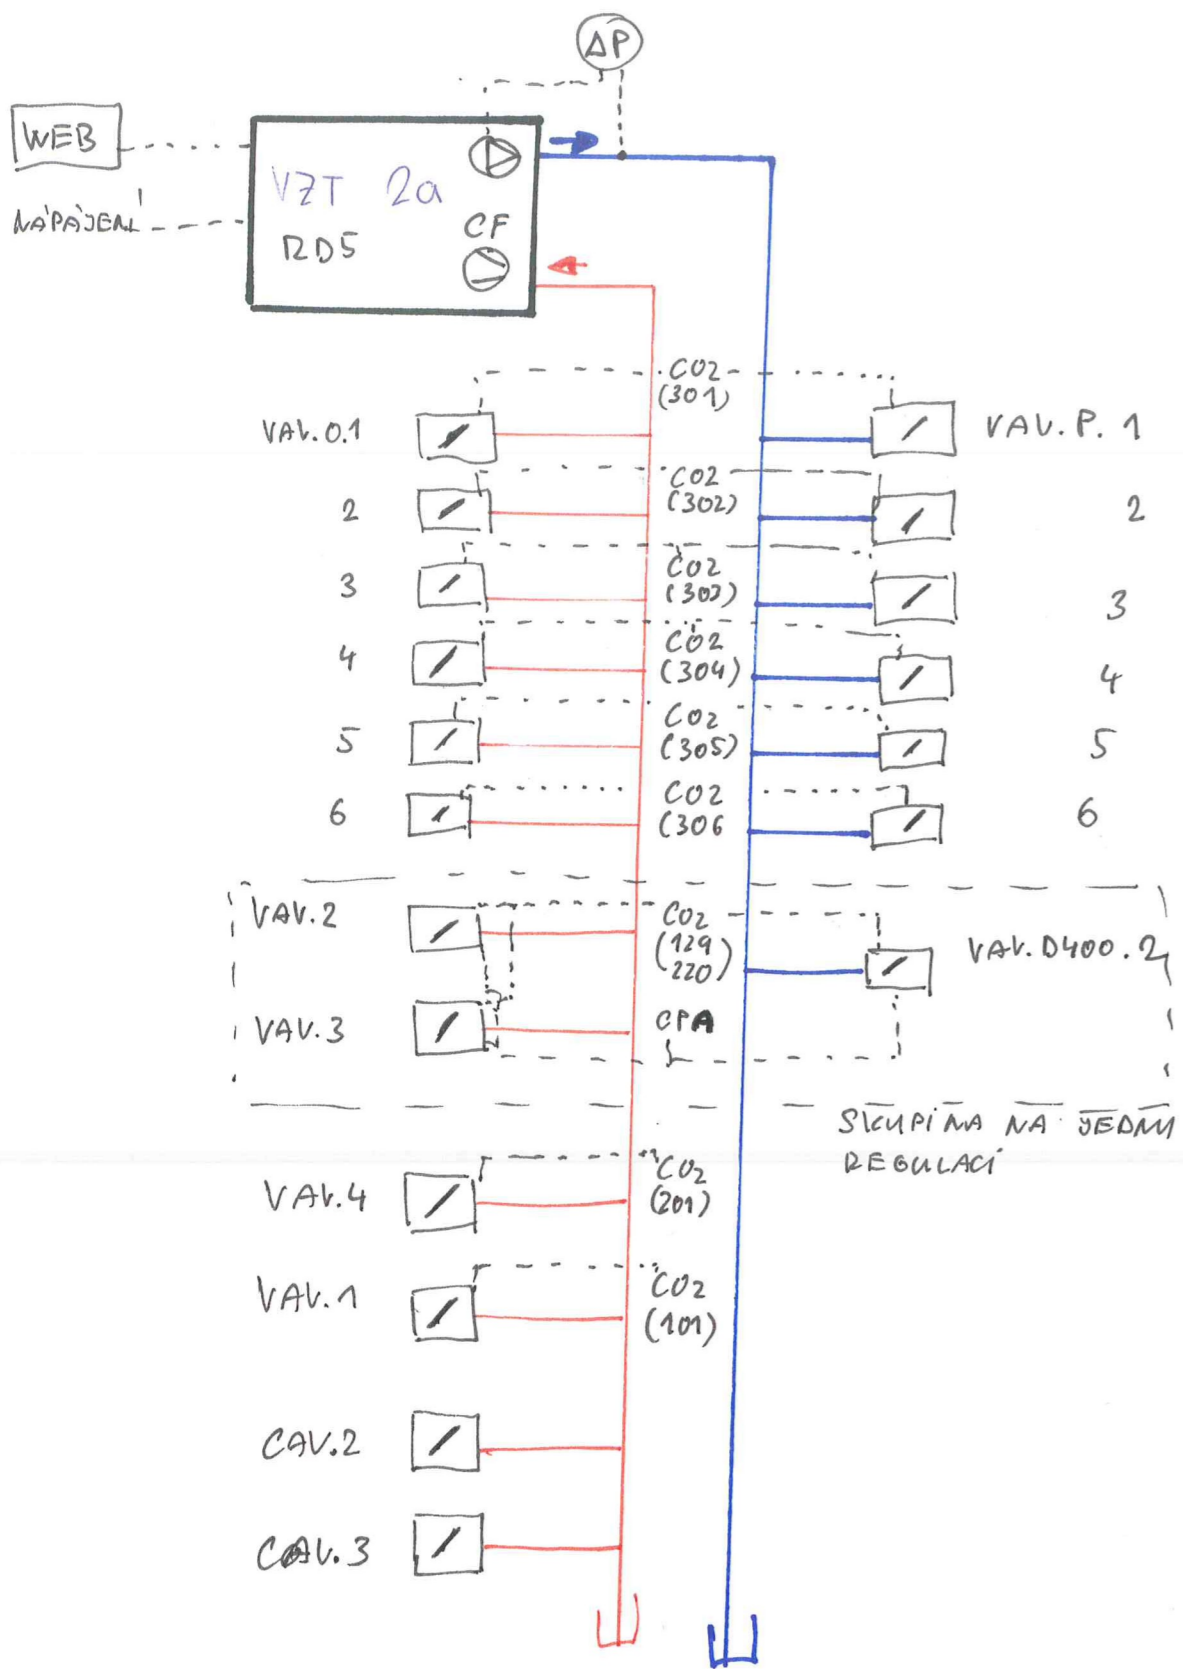 ΔP
WEB
VZT 2a
NÁPÁJENÍ
RD5
CF
CO2
(301)
VAV.O.1
VAV.P.1
CO2
(302)
2
2
CO2
(303)
3
3
CO2
(304)
4
4
CO2
(305)
5
5
CO2
(306
6
6
VAV.2
CO2
(129
220)
VAV.D400.2
VAV.3
CPA
SKUPINA NA JEDNU
REGULACI
VAV.4
CO2
(201)
VAV.1
CO2
(101)
CAV.2
CAV.3